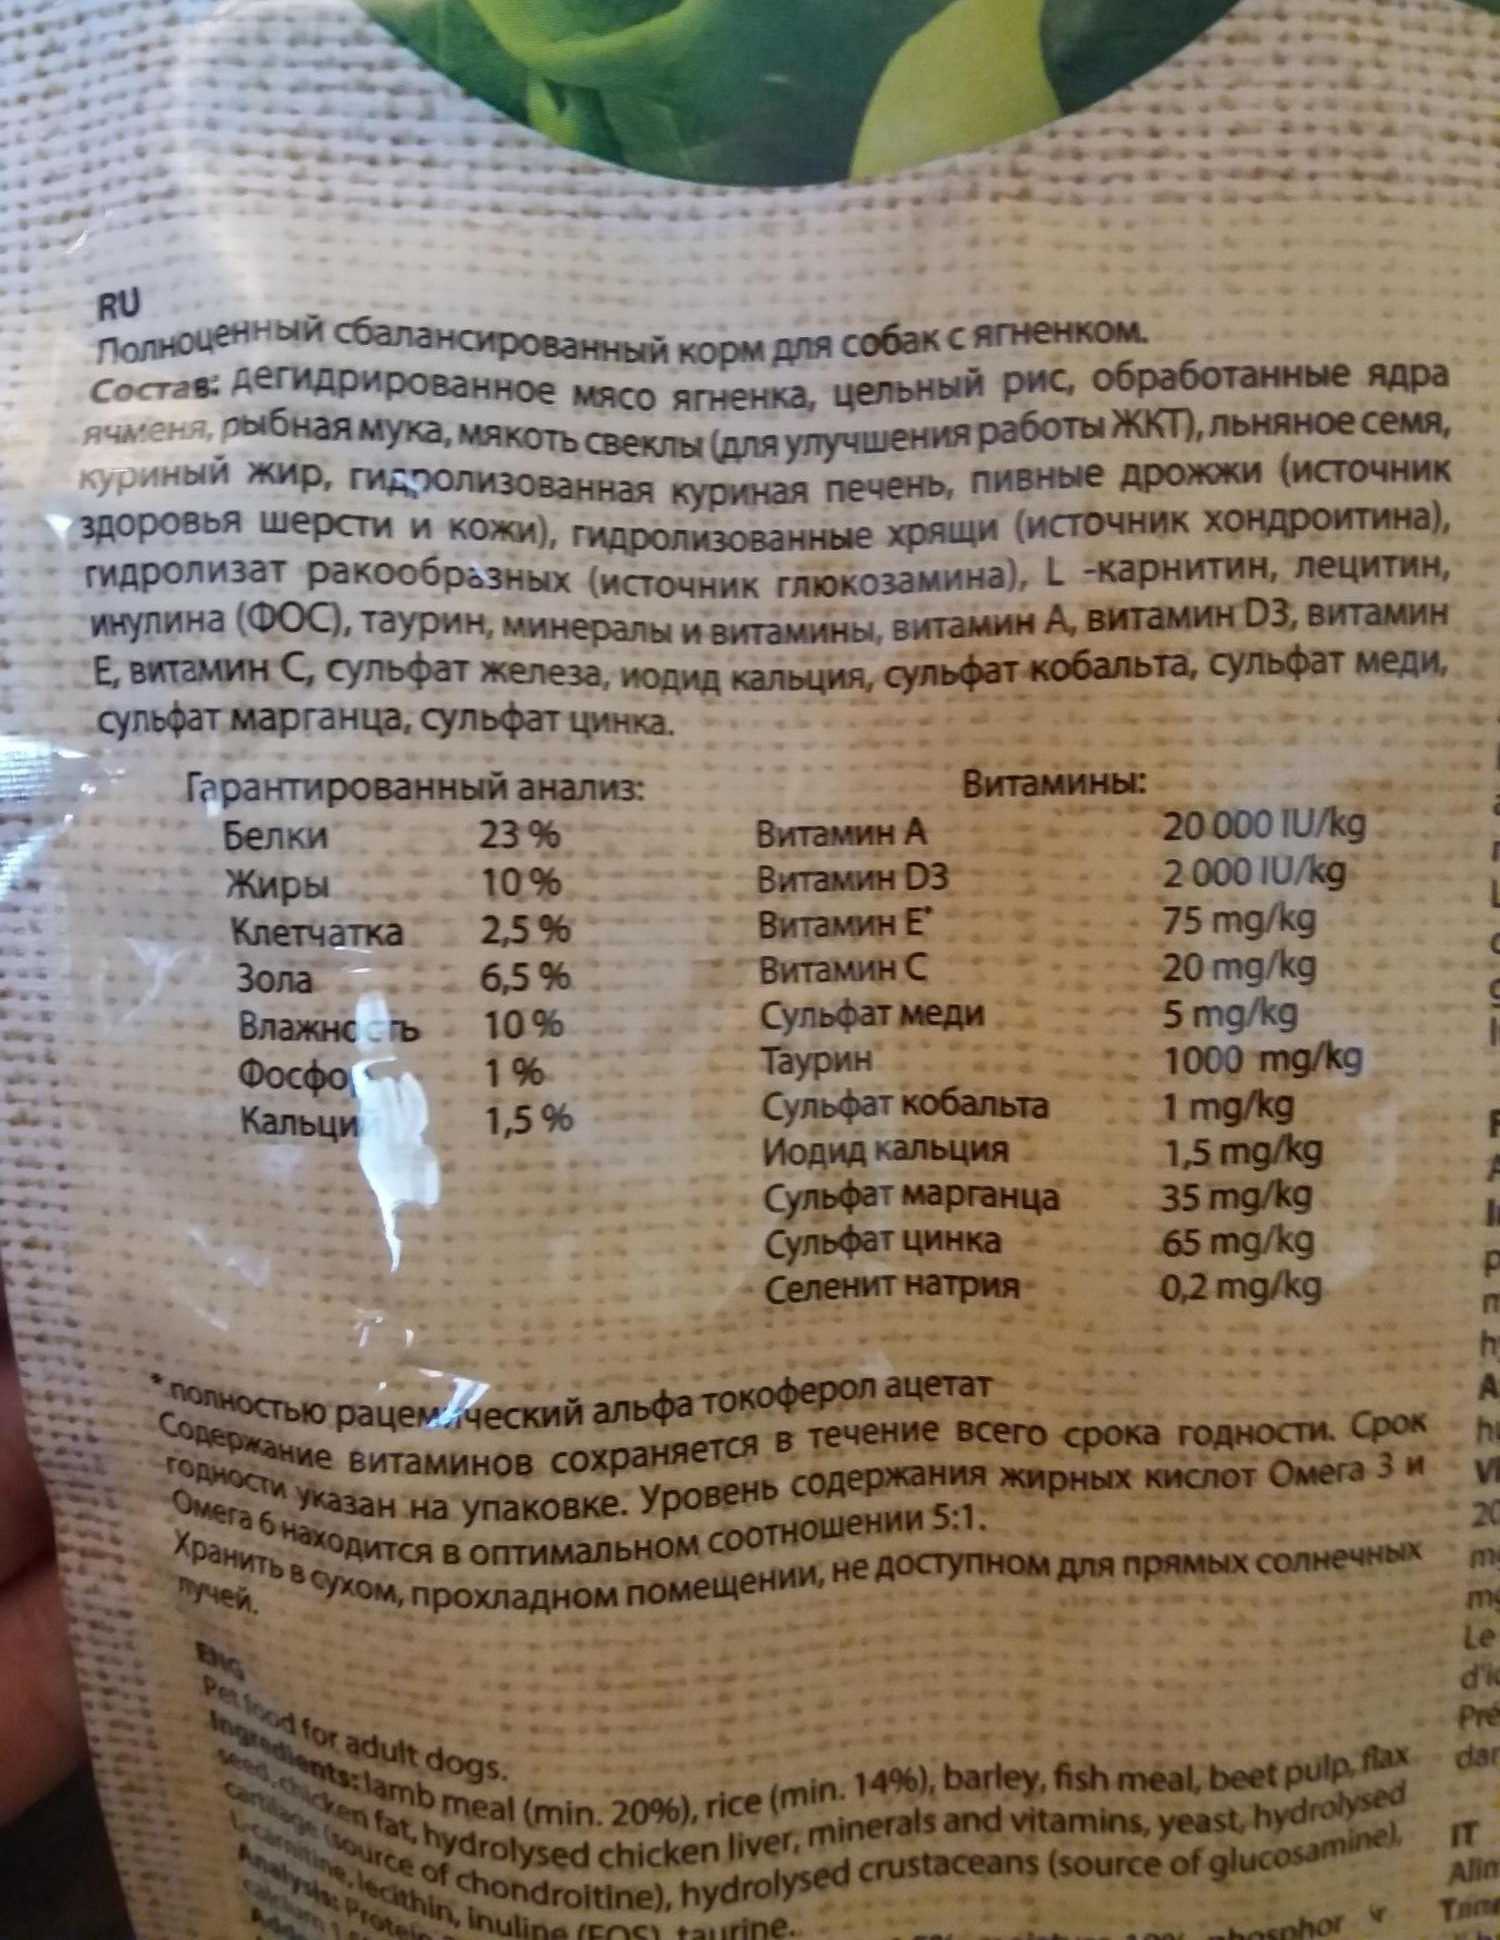 RU
Полноценный сбалансированный корм для собак с ягненком.
Состав: дегидрированное мясо ягненка, цельный рис, обработанные ядра
ячменя, рыбная мука, мякоть свеклы (для улучшения работы ЖКТ), льняное семя,
куриный жир, гидролизованная куриная печень, пивные дрожжи (источник
здоровья шерсти и кожи), гидролизованные хрящи (источник хондроитина),
гидролизат ракообразных (источник глюкозамина), L -карнитин, лецитин,
инулина (ФОС), таурин, минералы и витамины, витамин А, витамин D3, витамин
Е, витамин С, сульфат железа, иодид кальция, сульфат кобальта, сульфат меди,
сульфат марганца, сульфат цинка.
Гарантированный анализ:
Белки 23 %
Жиры 10 %
Клетчатка 2,5 %
Зола 6,5 %
Влажность 10 %
Фосфор 1 %
Кальций 1,5 %
Витамины:
Витамин А 20 000 IU/kg
Витамин D3 2 000 IU/kg
Витамин Е* 75 mg/kg
Витамин С 20 mg/kg
Сульфат меди 5 mg/kg
Таурин 1000 mg/kg
Сульфат кобальта 1 mg/kg
Иодид кальция 1,5 mg/kg
Сульфат марганца 35 mg/kg
Сульфат цинка 65 mg/kg
Селенит натрия 0,2 mg/kg
* полностью рацемический альфа токоферол ацетат
Содержание витаминов сохраняется в течение всего срока годности. Срок
годности указан на упаковке. Уровень содержания жирных кислот Омега 3 и
Омега 6 находится в оптимальном соотношении 5:1.
Хранить в сухом, прохладном помещении, не доступном для прямых солнечных
лучей.
ENG
Pet food for adult dogs.
Ingredients: lamb meal (min. 20%), rice (min. 14%), barley, fish meal, beet pulp, flax
seed, chicken fat, hydrolysed chicken liver, minerals and vitamins, yeast, hydrolysed
cartilage (source of chondroitine), hydrolysed crustaceans (source of glucosamine),
L-carnitine, lecithin, inuline (FOS), taurine.
Analysis: Protein phosphor
calcium
IT